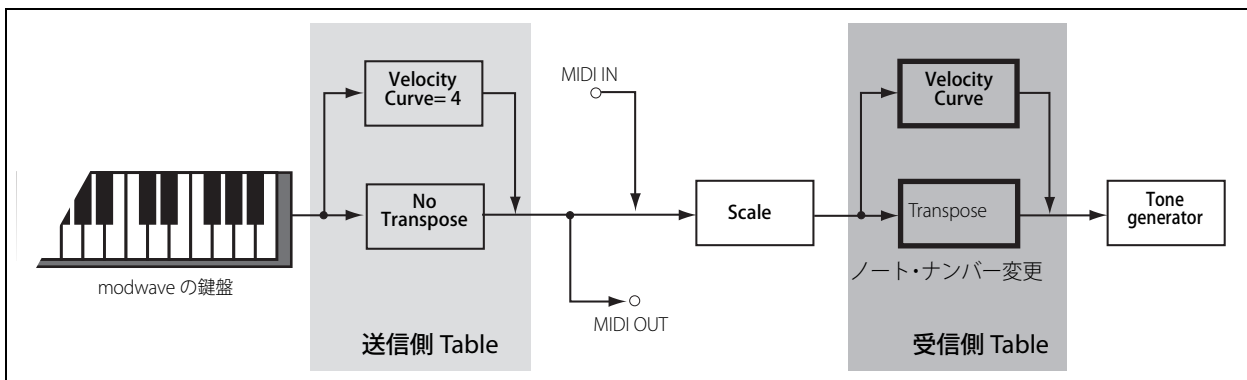 modwave の鍵盤
Velocity
Curve= 4
No
Transpose
送信側 Table
MIDI IN
MIDI OUT
Scale
Velocity
Curve
Transpose
ノート・ナンバー変更
受信側 Table
Tone
generator